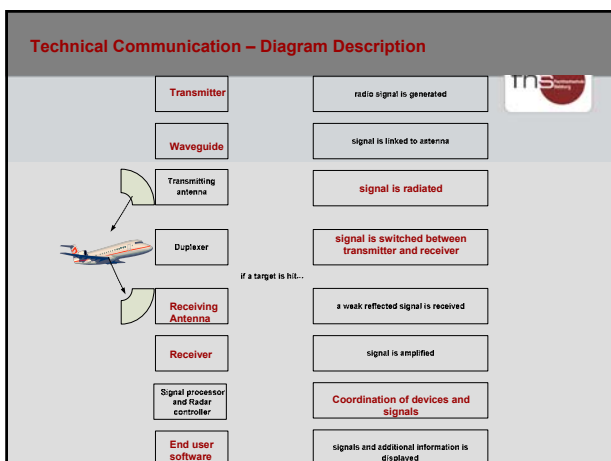 Technical Communication – Diagram Description
ThS
Fachhochschule
Transmitter
radio signal is generated
Waveguide
signal is linked to antenna
Transmitting
antenna
signal is radiated
Duplexer
signal is switched between
transmitter and receiver
if a target is hit...
Receiving
Antenna
a weak reflected signal is received
Receiver
signal is amplified
Signal processor
and Radar
controller
Coordination of devices and
signals
End user
software
signals and additional information is
displayed